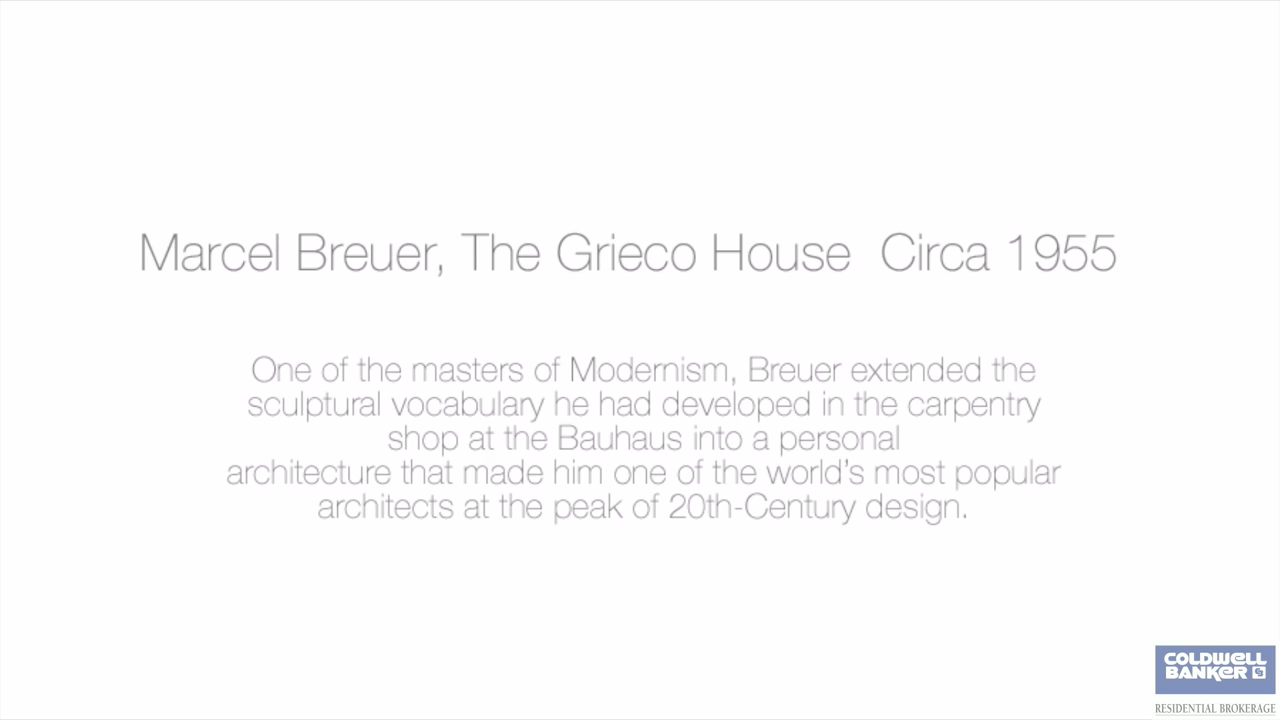 Marcel Breuer, The Grieco House  Circa 1955
One of the masters of Modernism, Breuer extended the
sculptural vocabulary he had developed in the carpentry
shop at the Bauhaus into a personal
architecture that made him one of the world's most popular
architects at the peak of 20th-Century design.
COLDWELL
BANKER CB
RESIDENTIAL BROKERAGE